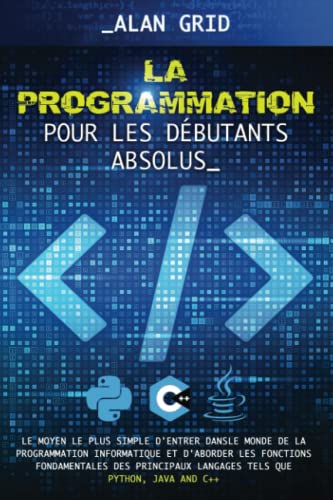 _ALAN GRID
LA
PROGRAMMATION
POUR LES DÉBUTANTS
ABSOLUS_
</>
C++
LE MOYEN LE PLUS SIMPLE D'ENTRER DANSLE MONDE DE LA
PROGRAMMATION INFORMATIQUE ET D'ABORDER LES FONCTIONS
FONDAMENTALES DES PRINCIPAUX LANGAGES TELS QUE
PYTHON, JAVA AND C++